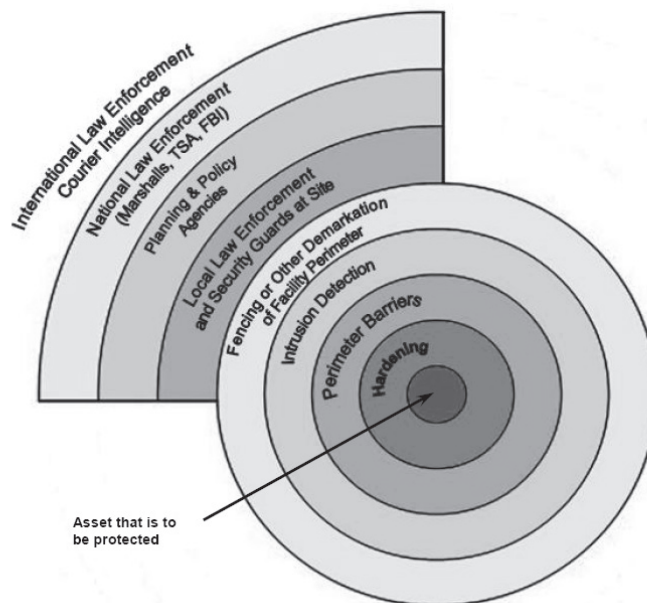 International Law Enforcement
Courier Intelligence
National Law Enforcement
(Marshalls, TSA, FBI)
Planning & Policy
Agencies
Local Law Enforcement
and Security Guards at Site
Fencing or Other Demarkation
of Facility Perimeter
Intrusion Detection
Perimeter Barriers
Hardening
Asset that is to
be protected